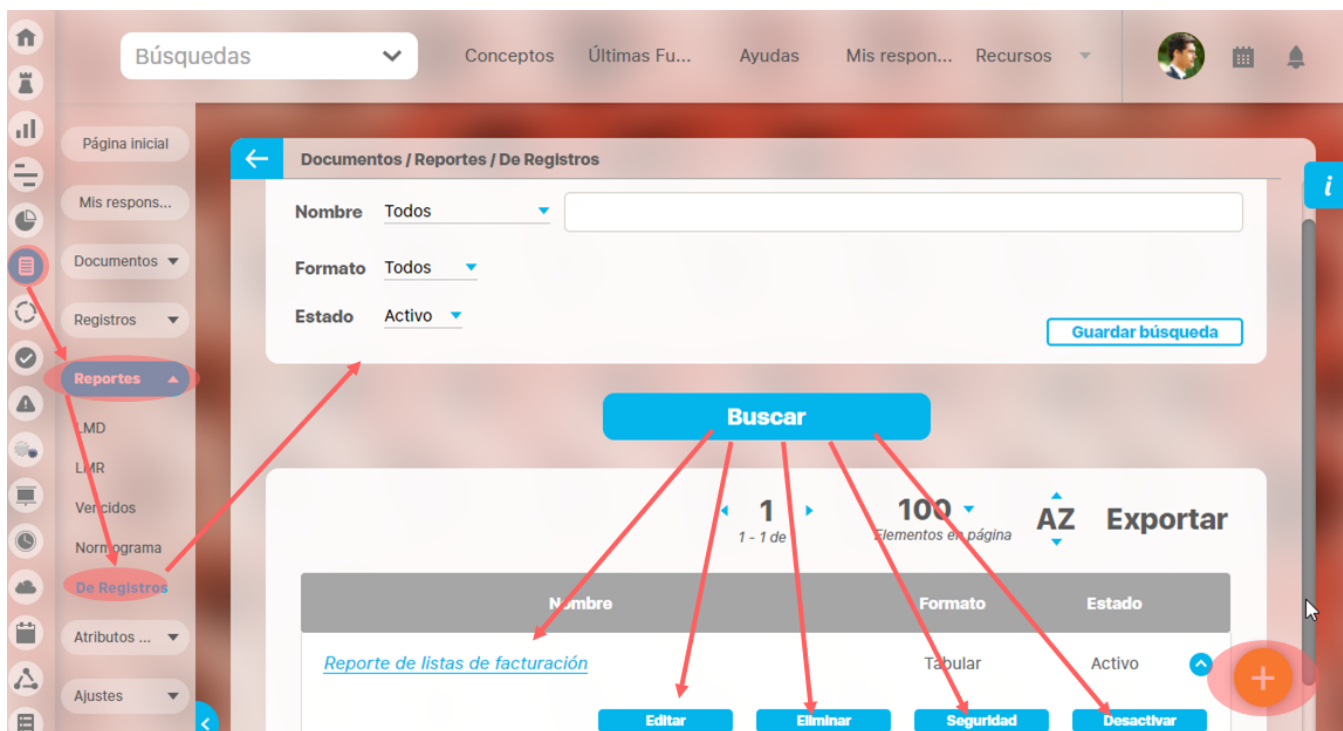 Búsquedas
Conceptos
Últimas Fu...
Ayudas
Mis respon...
Recursos
Página inicial
Mis respons...
Documentos
Registros
Reportes
LMD
LMR
Vencidos
Normograma
De Registros
Atributos ...
Ajustes
Documentos / Reportes / De Registros
i
Nombre Todos
Formato Todos
Estado Activo
Guardar búsqueda
Buscar
1
1 - 1 de
100
Elementos en página
AZ
Exportar
Nombre Formato Estado
Reporte de listas de facturación Tabular Activo
Editar Eliminar Seguridad Desactivar